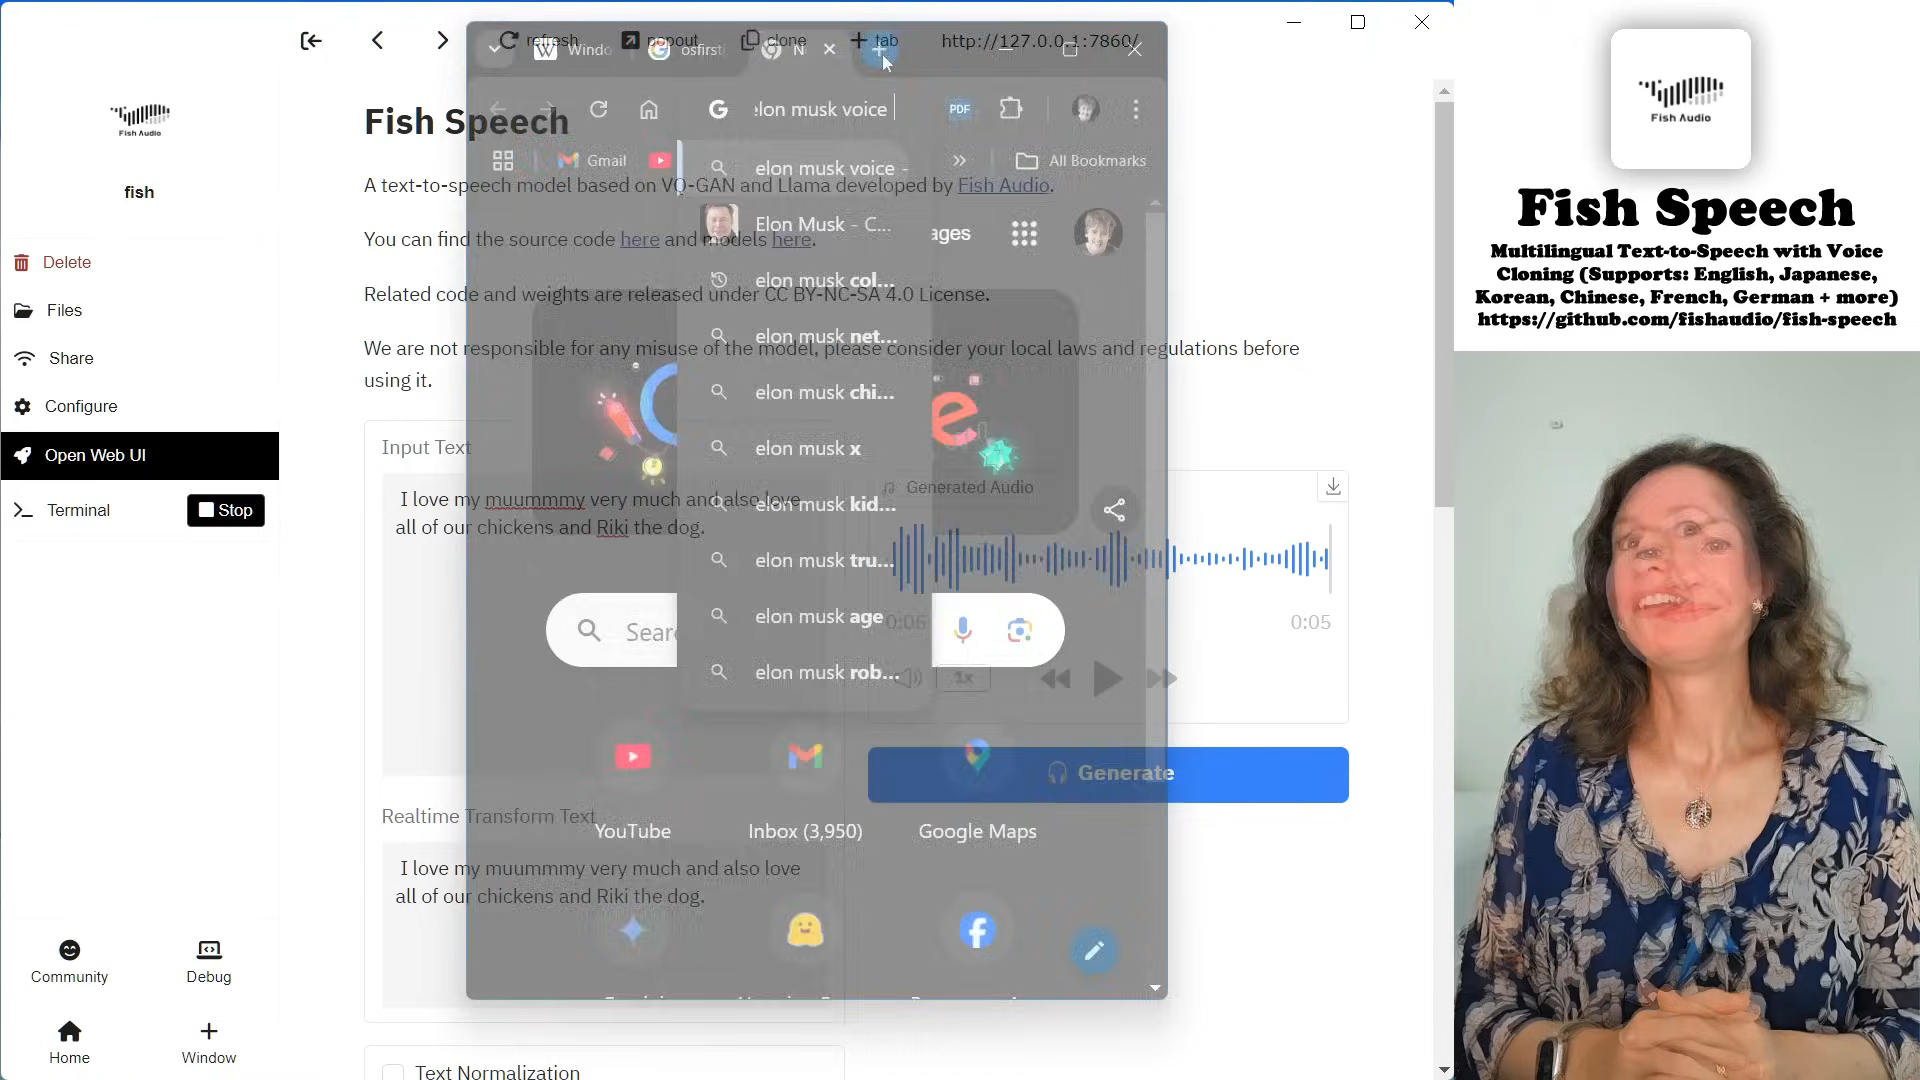 refresh
popout
clone
tab
http://127.0.0.1:7860/
Windo
osfirsti
N
elon musk voice
PDF
Gmail
All Bookmarks
elon musk voice -
Elon Musk - C...
elon musk col...
elon musk net...
elon musk chi...
elon musk x
elon musk kid...
elon musk tru...
elon musk age
elon musk rob...
ages
Sear
YouTube
Inbox (3,950)
Google Maps
Fish Audio
fish
Delete
Files
Share
Configure
Open Web UI
Terminal
Stop
Community
Debug
Home
Window
Fish Speech
A text-to-speech model based on VQ-GAN and Llama developed by Fish Audio.
You can find the source code here and models here.
Related code and weights are released under CC BY-NC-SA 4.0 License.
We are not responsible for any misuse of the model, please consider your local laws and regulations before
using it.
Input Text
I love my muummmy very much and also love
all of our chickens and Riki the dog.
Generated Audio
0:05
0:05
1x
Generate
Realtime Transform Text
I love my muummmy very much and also love
all of our chickens and Riki the dog.
Text Normalization
Fish Audio
Fish Speech
Multilingual Text-to-Speech with Voice
Cloning (Supports: English, Japanese,
Korean, Chinese, French, German + more)
https://github.com/fishaudio/fish-speech